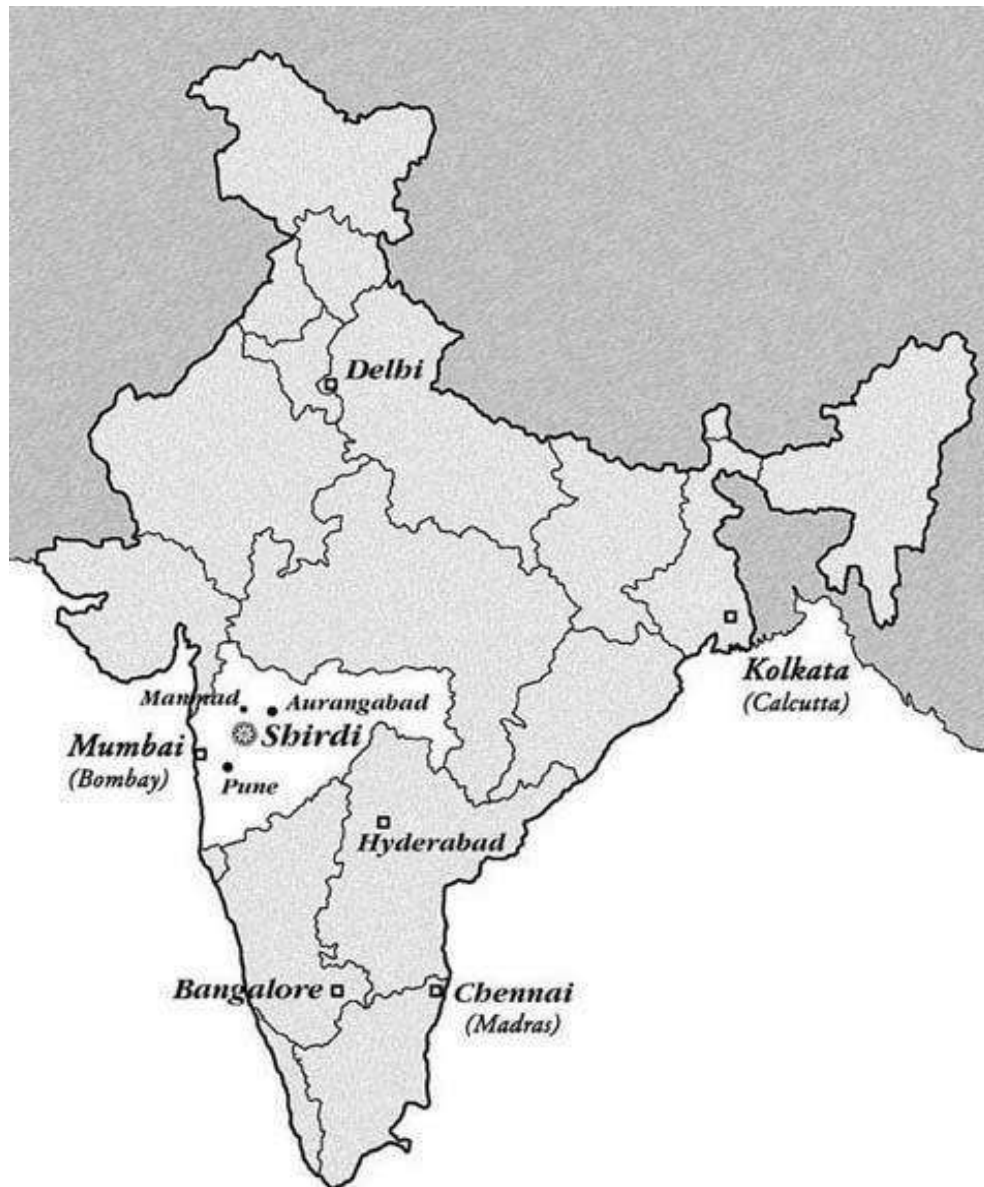 Delhi
Kolkata
(Calcutta)
Manmad
Aurangabad
Shirdi
Mumbai
(Bombay)
Pune
Hyderabad
Bangalore
Chennai
(Madras)